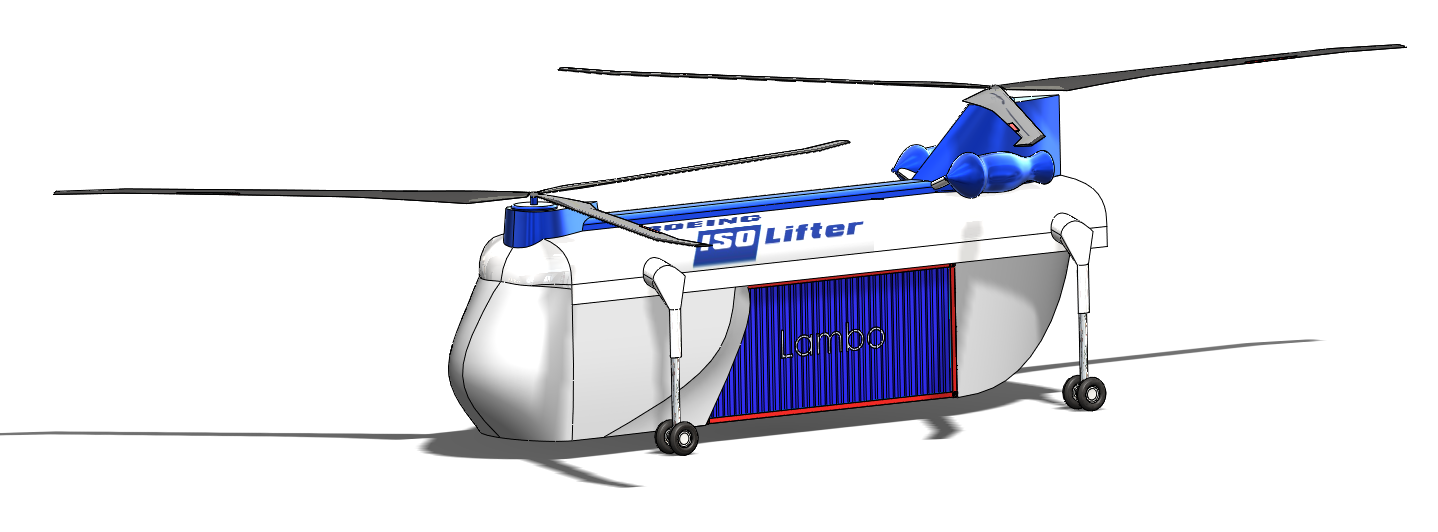 BOEING
ISO Lifter
Lambo